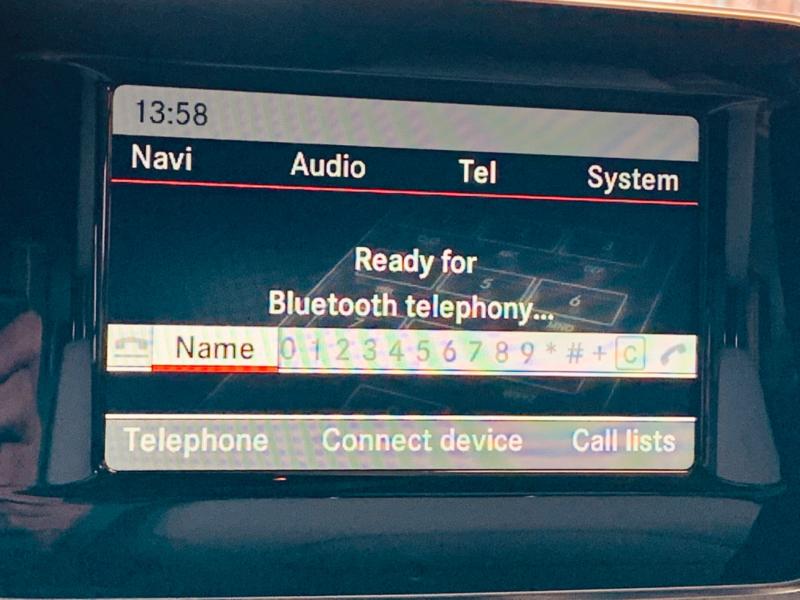 13:58
Navi Audio Tel System
Ready for
Bluetooth telephony...
Name 0 1 2 3 4 5 6 7 8 9 * # + C
Telephone Connect device Call lists